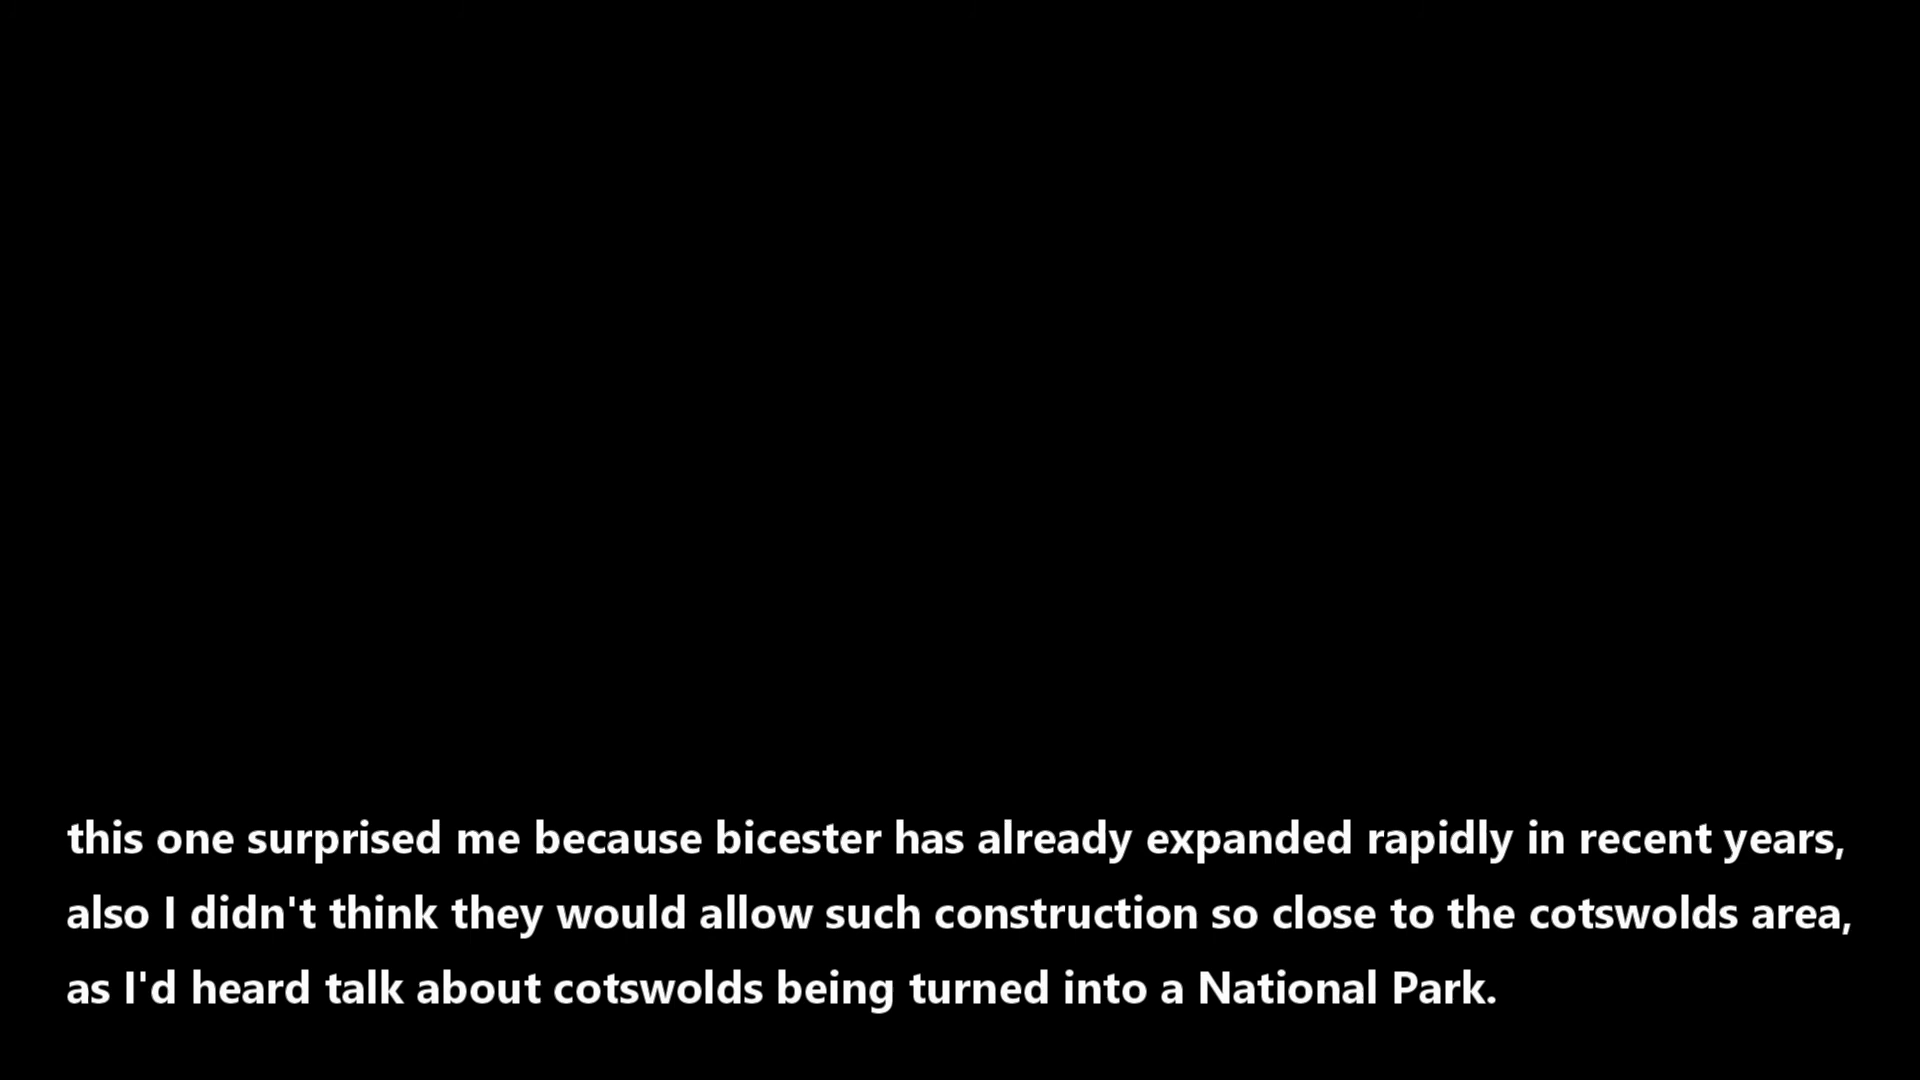 this one surprised me because bicester has already expanded rapidly in recent years,
also I didn't think they would allow such construction so close to the cotswolds area,
as I'd heard talk about cotswolds being turned into a National Park.